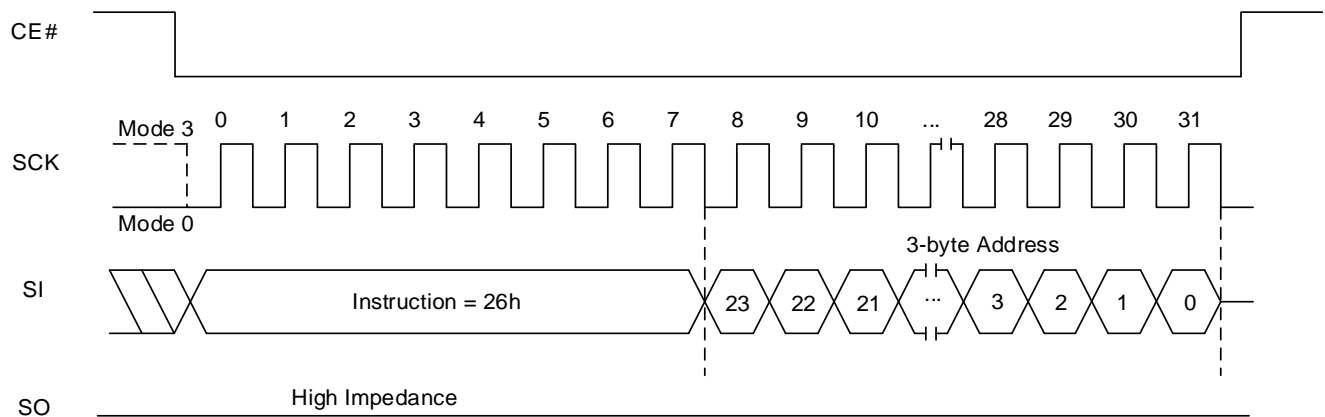 CE#
Mode 3
0 1 2 3 4 5 6 7 8 9 10 ... 28 29 30 31
SCK
Mode 0
3-byte Address
SI
Instruction = 26h
23 22 21 ... 3 2 1 0
High Impedance
SO